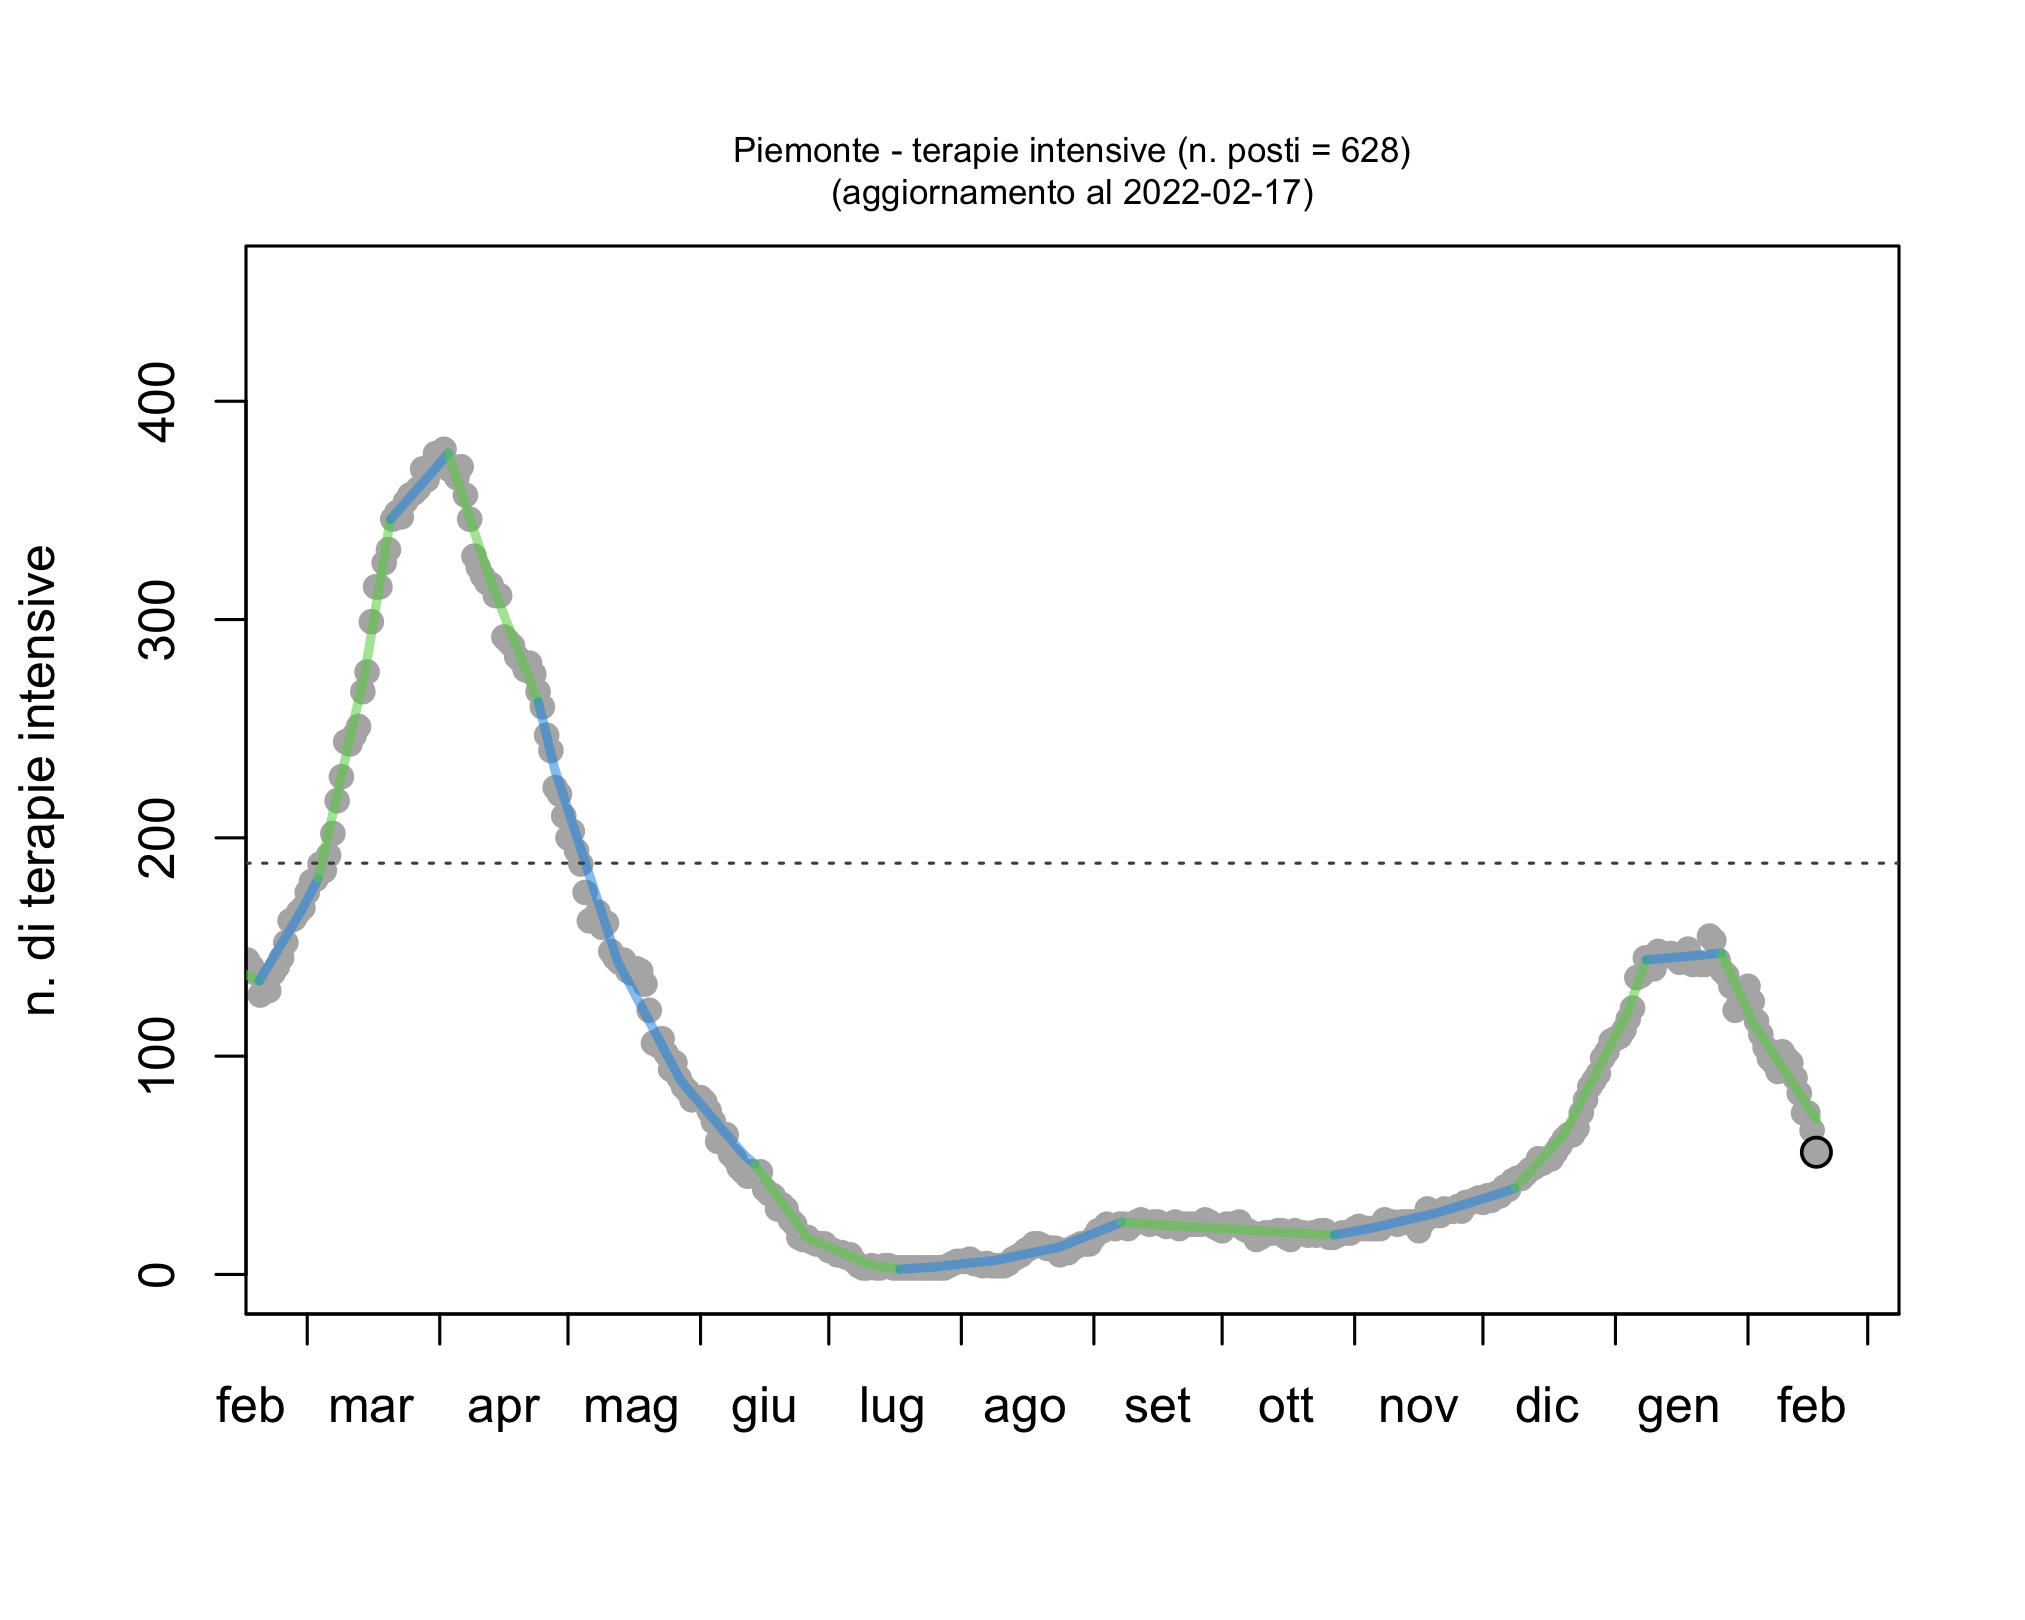 Piemonte - terapie intensive (n. posti = 628)
(aggiornamento al 2022-02-17)
n. di terapie intensive
400
300
200
100
0
feb mar apr mag giu lug ago set ott nov dic gen feb